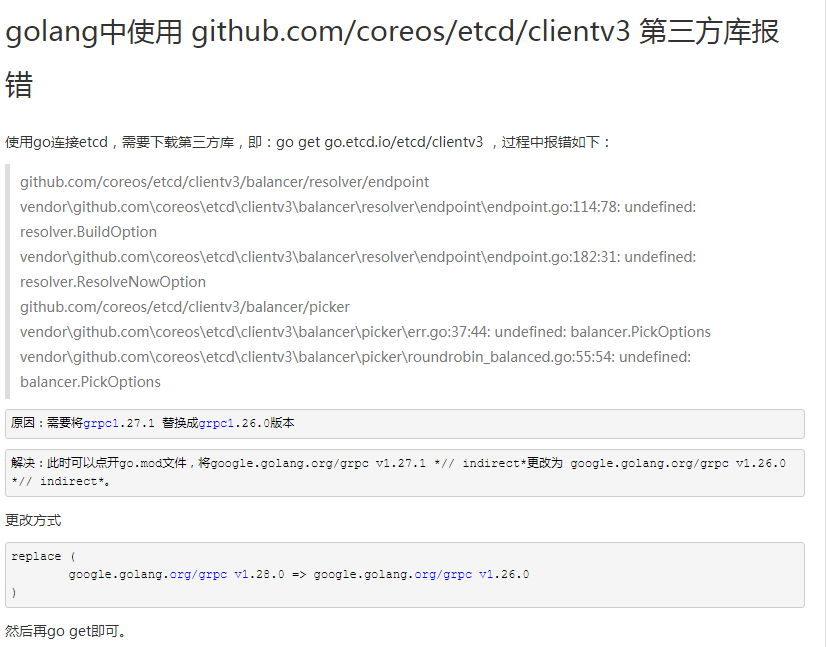 golang中使用 github.com/coreos/etcd/clientv3 第三方库报
错
使用go连接etcd，需要下载第三方库，即：go get go.etcd.io/etcd/clientv3 ，过程中报错如下：
github.com/coreos/etcd/clientv3/balancer/resolver/endpoint
vendor\github.com\coreos\etcd\clientv3\balancer\resolver\endpoint\endpoint.go:114:78: undefined:
resolver.BuildOption
vendor\github.com\coreos\etcd\clientv3\balancer\resolver\endpoint\endpoint.go:182:31: undefined:
resolver.ResolveNowOption
github.com/coreos/etcd/clientv3/balancer/picker
vendor\github.com\coreos\etcd\clientv3\balancer\picker\err.go:37:44: undefined: balancer.PickOptions
vendor\github.com\coreos\etcd\clientv3\balancer\picker\roundrobin_balanced.go:55:54: undefined:
balancer.PickOptions
原因：需要将grpc1.27.1 替换成grpc1.26.0版本
解决：此时可以点开go.mod文件，将google.golang.org/grpc v1.27.1 *// indirect*更改为 google.golang.org/grpc v1.26.0
*// indirect*。
更改方式
replace (
google.golang.org/grpc v1.28.0 => google.golang.org/grpc v1.26.0
)
然后再go get即可。